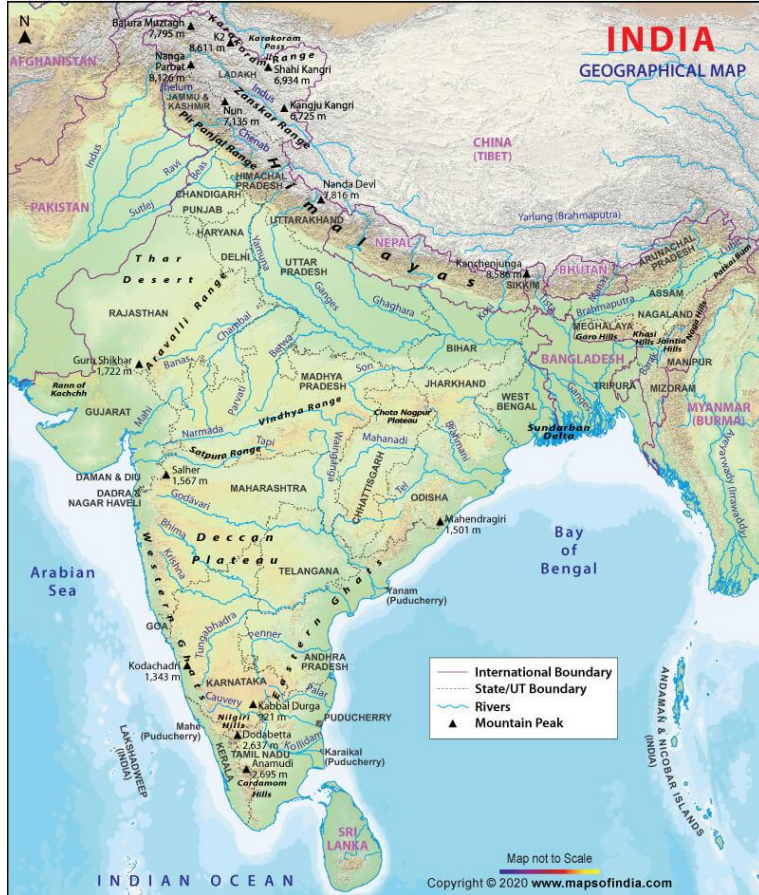 INDIA
GEOGRAPHICAL MAP
N
Batura Muztagh
7,795 m
K2
8,611 m
Karakoram
Pass
Karakoram Range
AFGHANISTAN
Nanga
Parbat
8,126 m
LADAKH
Shahi Kangri
6,934 m
Jhelum
JAMMU &
KASHMIR
Indus
Nun
7,135 m
Zanskar Range
Kangju Kangri
6,725 m
Pir Panjal Range
Chenab
CHINA
(TIBET)
Indus
Ravi
Beas
HIMACHAL
PRADESH
Himalayas
Nanda Devi
7,816 m
PAKISTAN
Sutlej
CHANDIGARH
PUNJAB
UTTARAKHAND
Yarlung (Brahmaputra)
HARYANA
NEPAL
DELHI
Yamuna
UTTAR
PRADESH
Thar
Desert
Kanchenjunga
8,586 m
SIKKIM
BHUTAN
ARUNACHAL
PRADESH
Luhit
Patkai Bum
Manas
Tista
Kosi
Ganges
Ghaghara
RAJASTHAN
Aravalli Range
ASSAM
Brahmaputra
NAGALAND
Naga Hills
MEGHALAYA
Garo Hills
Khasi
Hills
Jaintia
Hills
Chambal
Banas
Betwa
BIHAR
BANGLADESH
Barak
MANIPUR
Guru Shikhar
1,722 m
Parvati
MADHYA
PRADESH
Son
JHARKHAND
TRIPURA
MIZORAM
Rann of
Kachchh
GUJARAT
Mahi
Vindhya Range
Chota Nagpur
Plateau
WEST
BENGAL
Ganges
MYANMAR
(BURMA)
Narmada
Tapi
Satpura Range
Wainganga
Mahanadi
Brahmani
Sundarban
Delta
Ayeyarwady (Irrawaddy)
DAMAN & DIU
DADRA &
NAGAR HAVELI
Salher
1,567 m
MAHARASHTRA
CHHATTISGARH
Tel
ODISHA
Godavari
Mahendragiri
1,501 m
Bhima
Deccan
Plateau
Bay
of
Bengal
Arabian
Sea
Krishna
TELANGANA
Western Ghats
Eastern Ghats
Yanam
(Puducherry)
GOA
Tungabhadra
Penner
ANDHRA
PRADESH
Kodachadri
1,343 m
KARNATAKA
Palar
Cauvery
Kabbal Durga
921 m
PUDUCHERRY
Mahe
(Puducherry)
Nilgiri
Hills
Dodabetta
2,637 m
Kollidam
Karaikal
(Puducherry)
LAKSHADWEEP
(INDIA)
KERALA
TAMIL NADU
Anamudi
2,695 m
Cardamom
Hills
ANDAMAN & NICOBAR ISLANDS
(INDIA)
SRI
LANKA
INDIAN OCEAN
International Boundary
State/UT Boundary
Rivers
Mountain Peak
Map not to Scale
Copyright © 2020 www.mapsofindia.com